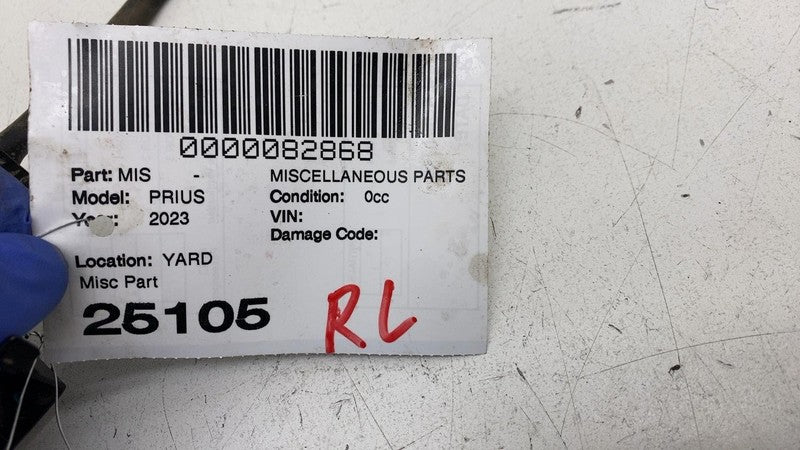 0000082868
Part: MIS - MISCELLANEOUS PARTS
Model: PRIUS Condition: 0cc
Year: 2023 VIN:
Damage Code:
Location: YARD
Misc Part
25105 RL